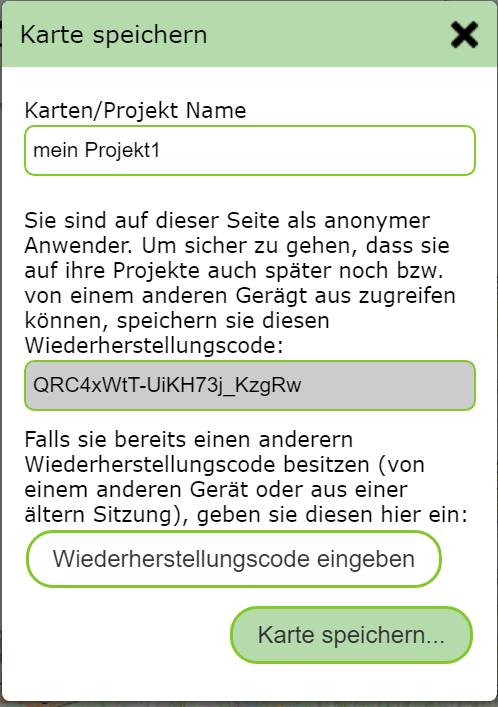 Karte speichern
Karten/Projekt Name
mein Projekt1
Sie sind auf dieser Seite als anonymer
Anwender. Um sicher zu gehen, dass sie
auf ihre Projekte auch später noch bzw.
von einem anderen Gerägt aus zugreifen
können, speichern sie diesen
Wiederherstellungscode:
QRC4xWtT-UiKH73j_KzgRw
Falls sie bereits einen anderern
Wiederherstellungscode besitzen (von
einem anderen Gerät oder aus einer
ältern Sitzung), geben sie diesen hier ein:
Wiederherstellungscode eingeben
Karte speichern...